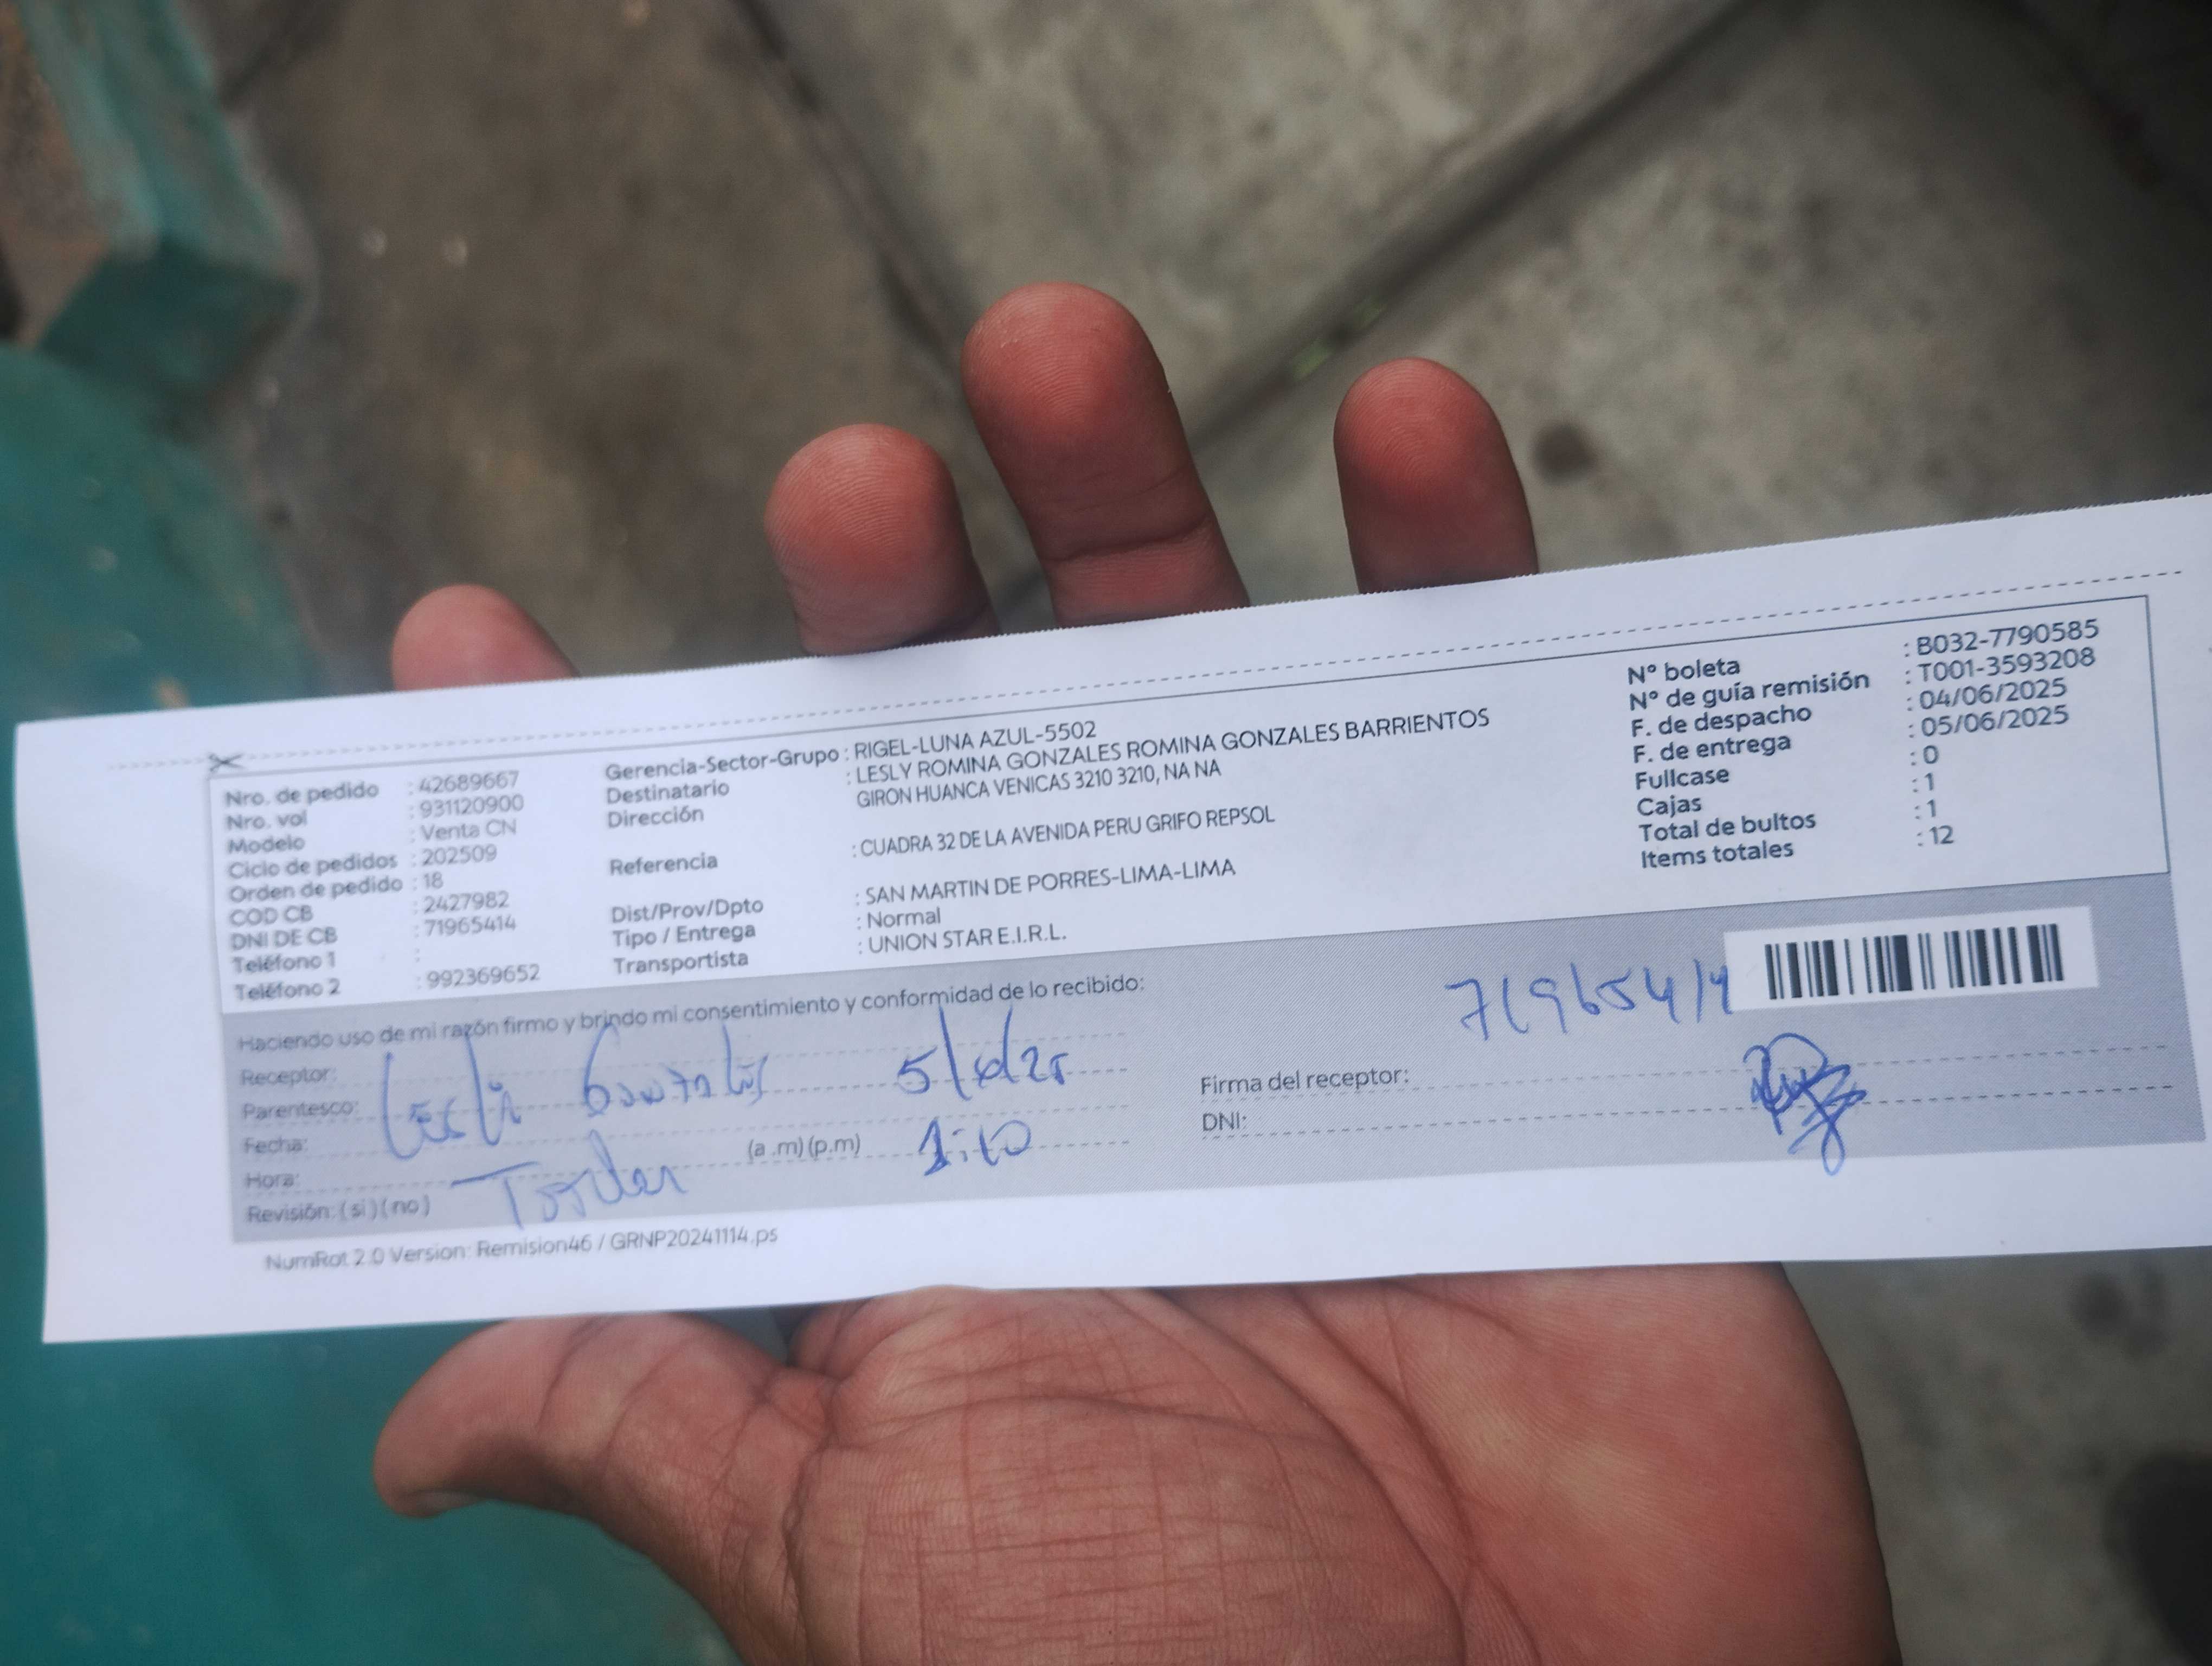 Nro. de pedido : 42689667
Nro. vol : 931120900
Modelo : Venta CN
Ciclo de pedidos : 202509
Orden de pedido : 18
COD CB : 2427982
DNI DE CB : 71965414
Teléfono 1 :
Teléfono 2 : 992369652
Gerencia-Sector-Grupo : RIGEL-LUNA AZUL-5502
Destinatario : LESLY ROMINA GONZALES ROMINA GONZALES BARRIENTOS
Dirección GIRON HUANCA VENICAS 3210 3210, NA NA
Referencia : CUADRA 32 DE LA AVENIDA PERU GRIFO REPSOL
Dist/Prov/Dpto : SAN MARTIN DE PORRES-LIMA-LIMA
Tipo / Entrega : Normal
Transportista : UNION STAR E.I.R.L.
N° boleta : B032-7790585
N° de guía remisión : T001-3593208
F. de despacho : 04/06/2025
F. de entrega : 05/06/2025
Fullcase : 0
Cajas : 1
Total de bultos : 1
Items totales : 12
Haciendo uso de mi razón firmo y brindo mi consentimiento y conformidad de lo recibido:
Receptor:
Parentesco:
Fecha:
Hora: (a .m) (p.m)
Revisión: ( si ) ( no )
71965414
Firma del receptor:
DNI:
NumRot 2.0 Version: Remision46 / GRNP20241114.ps